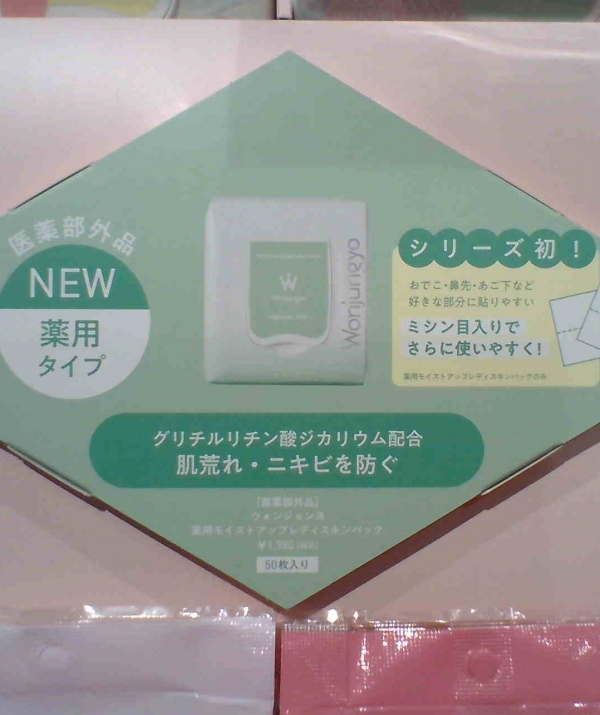 医薬部外品
NEW
薬用
タイプ
W
Wonjungyo
シリーズ初！
おでこ・鼻先・あご下など
好きな部分に貼りやすい
ミシン目入りで
さらに使いやすく！
薬用モイストアップレディスキンパックのみ
グリチルリチン酸ジカリウム配合
肌荒れ・ニキビを防ぐ
［医薬部外品］
ウォンジョンヨ
薬用モイストアップレディスキンパック
￥1,980
50枚入り